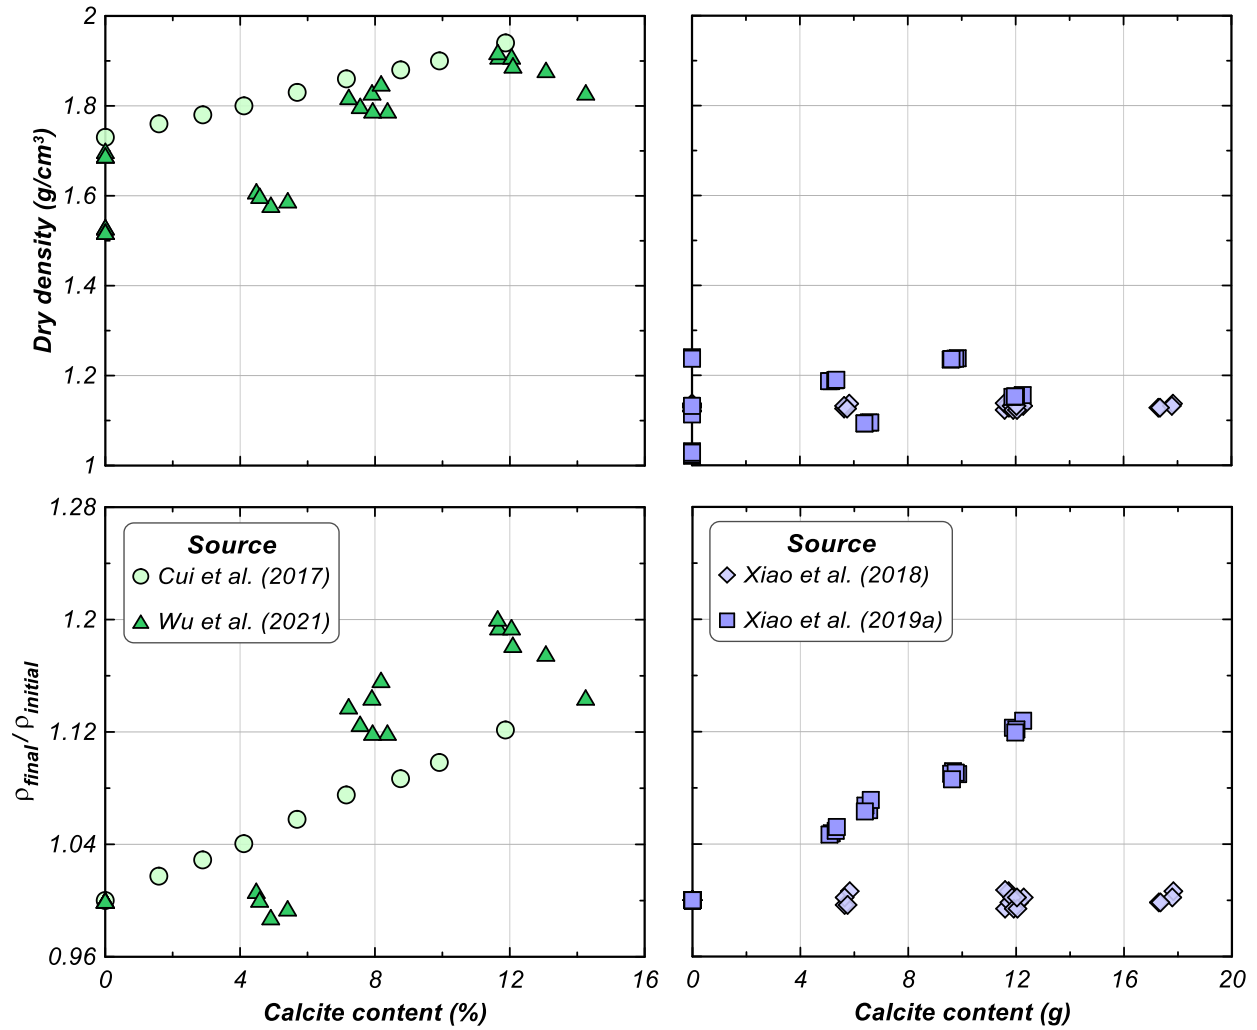 2
1.8
1.6
1.4
1.2
1
Dry density (g/cm³)
1.28
1.2
1.12
1.04
0.96
ρfinal/ρinitial
Source
Cui et al. (2017)
Wu et al. (2021)
Source
Xiao et al. (2018)
Xiao et al. (2019a)
0 4 8 12 16
Calcite content (%)
0 4 8 12 16 20
Calcite content (g)